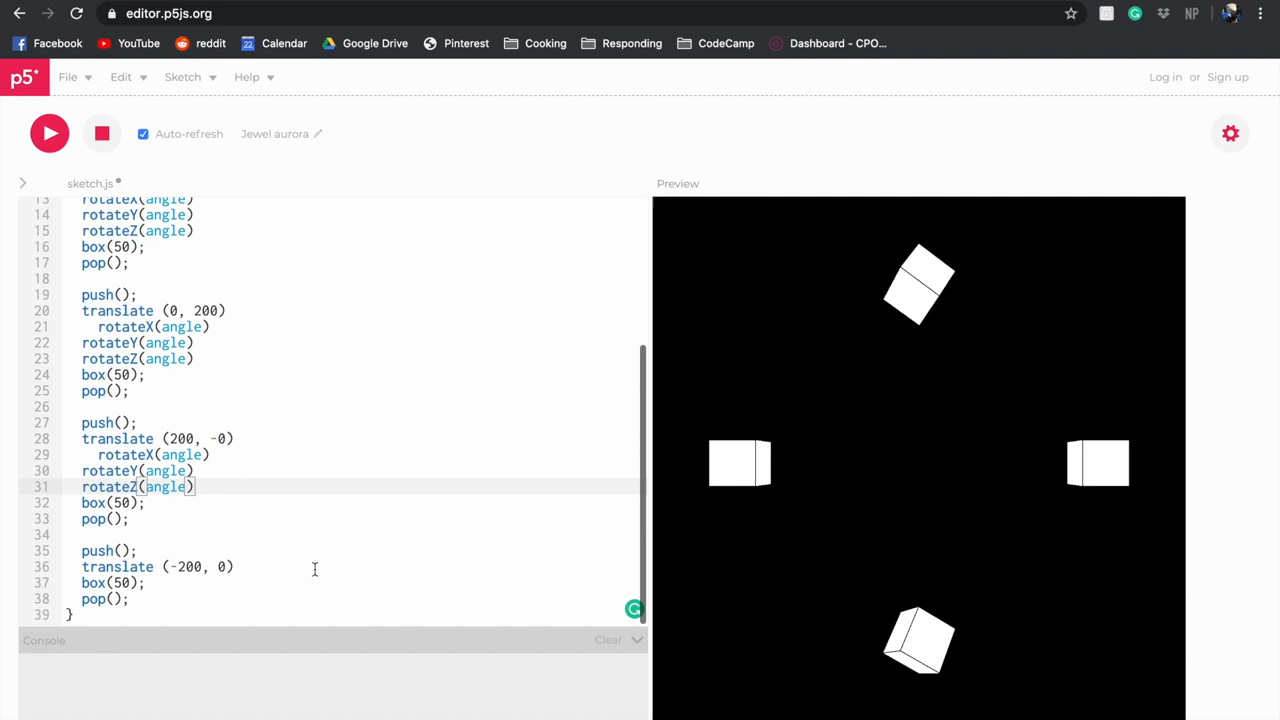 editor.p5js.org
NP
Facebook YouTube reddit 22 Calendar Google Drive Pinterest Cooking Responding CodeCamp Dashboard - CPO...
p5* File Edit Sketch Help Log in or Sign up
Auto-refresh Jewel aurora
sketch.js Preview
13 rotateX(angle)
14 rotateY(angle)
15 rotateZ(angle)
16 box(50);
17 pop();
18
19 push();
20 translate (0, 200)
21 rotateX(angle)
22 rotateY(angle)
23 rotateZ(angle)
24 box(50);
25 pop();
26
27 push();
28 translate (200, -0)
29 rotateX(angle)
30 rotateY(angle)
31 rotateZ(angle)
32 box(50);
33 pop();
34
35 push();
36 translate (-200, 0)
37 box(50);
38 pop();
39 }
Console Clear